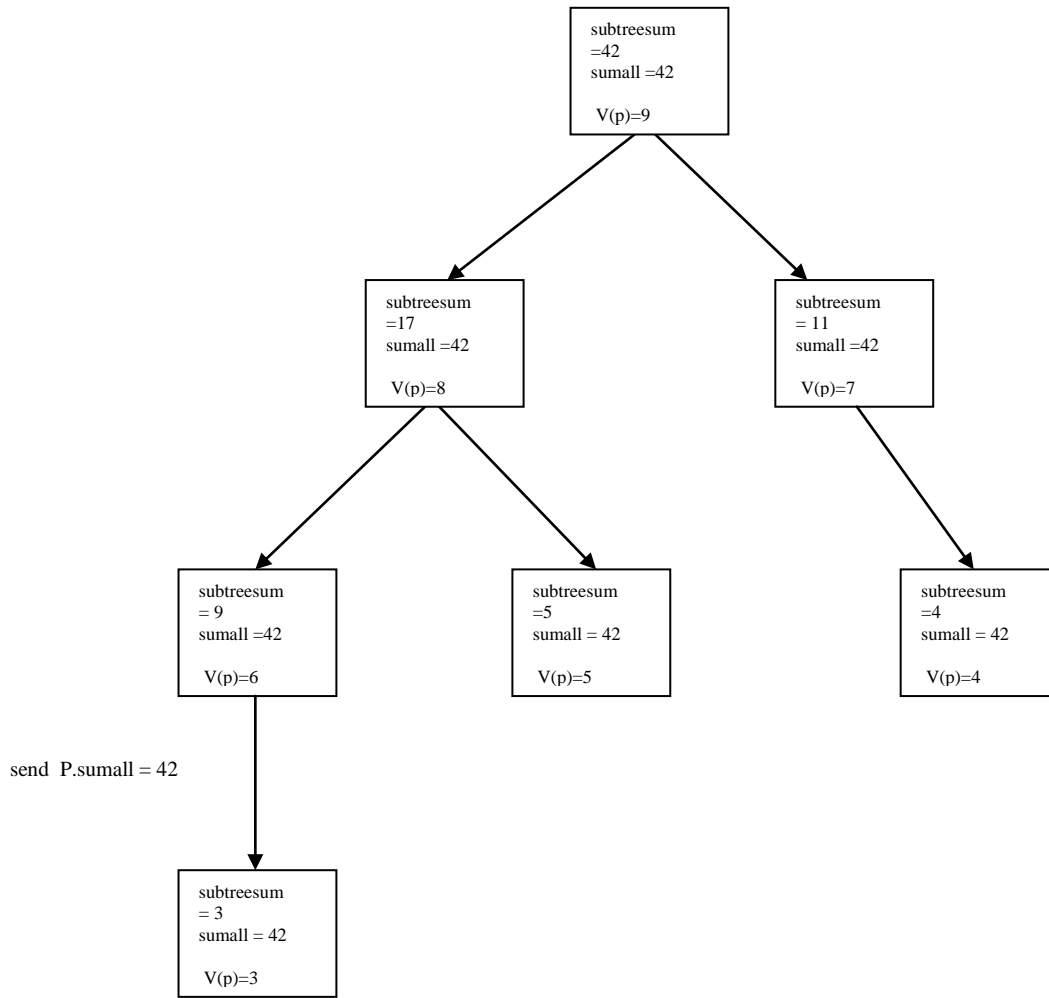 subtreesum
=42
sumall =42
V(p)=9
subtreesum
=17
sumall =42
V(p)=8
subtreesum
= 11
sumall =42
V(p)=7
subtreesum
= 9
sumall =42
V(p)=6
subtreesum
=5
sumall = 42
V(p)=5
subtreesum
=4
sumall = 42
V(p)=4
send P.sumall = 42
subtreesum
= 3
sumall = 42
V(p)=3